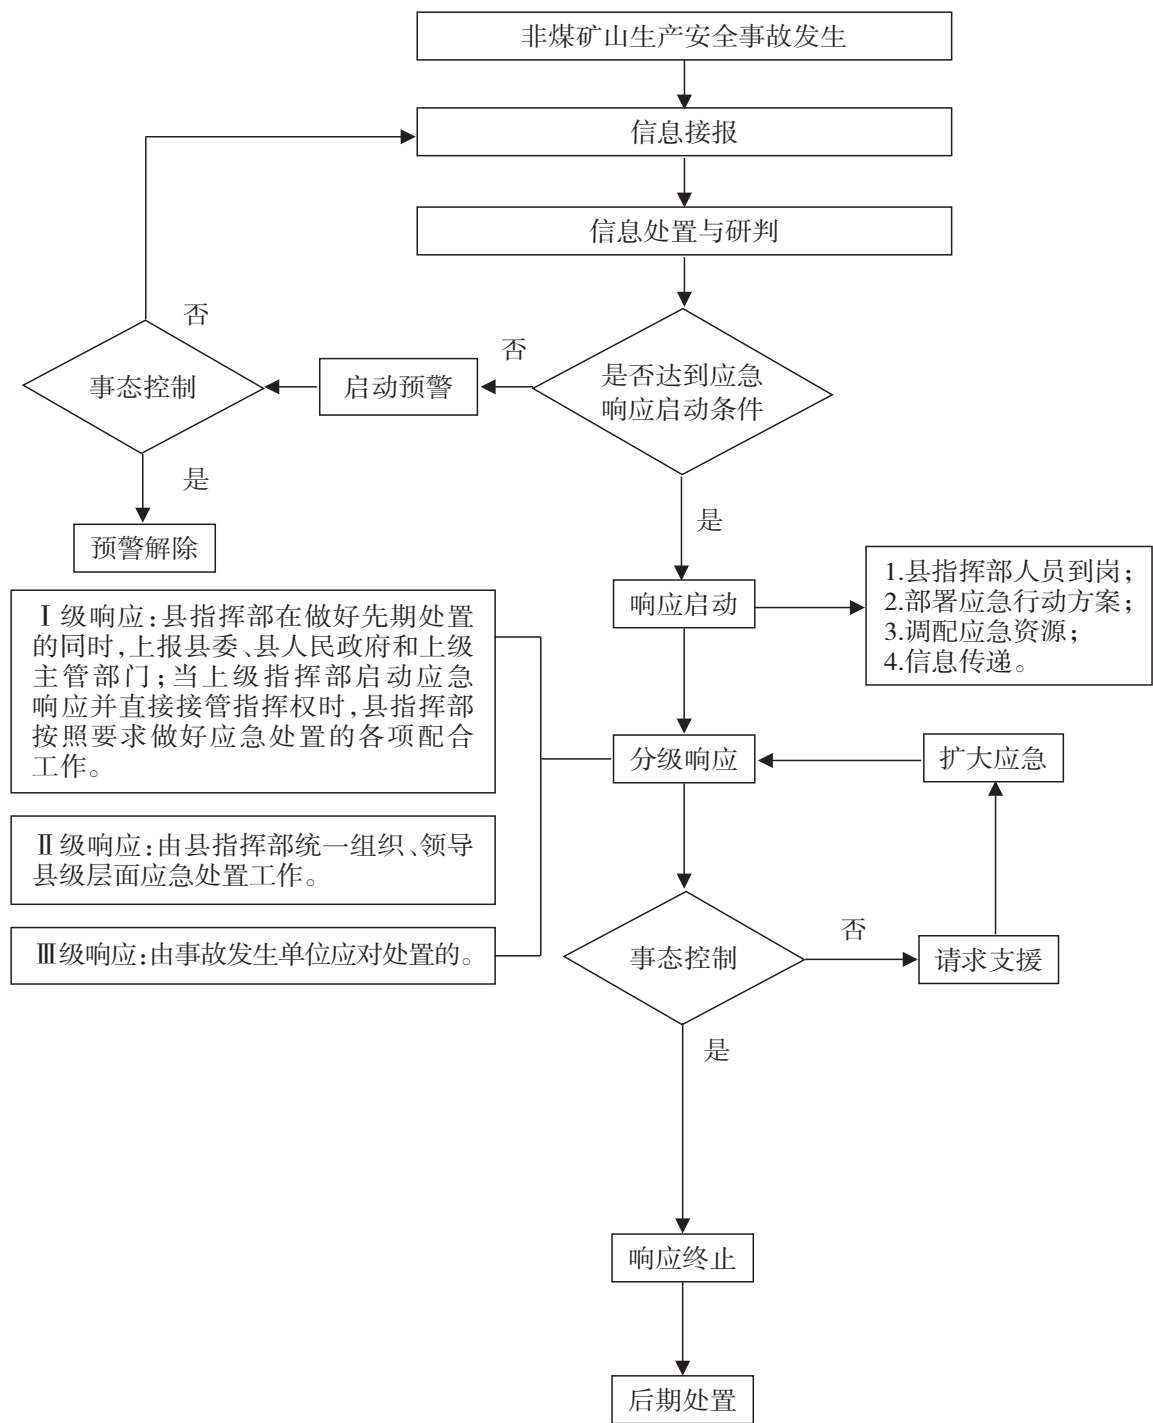 非煤矿山生产安全事故发生
信息接报
信息处置与研判
否
否
事态控制
启动预警
是否达到应急
响应启动条件
是
是
预警解除
响应启动
1.县指挥部人员到岗；
2.部署应急行动方案；
3.调配应急资源；
4.信息传递。
Ⅰ级响应：县指挥部在做好先期处置
的同时，上报县委、县人民政府和上级
主管部门；当上级指挥部启动应急
响应并直接接管指挥权时，县指挥部
按照要求做好应急处置的各项配合
工作。
分级响应
扩大应急
Ⅱ级响应：由县指挥部统一组织、领导
县级层面应急处置工作。
Ⅲ级响应：由事故发生单位应对处置的。
事态控制
否
请求支援
是
响应终止
后期处置